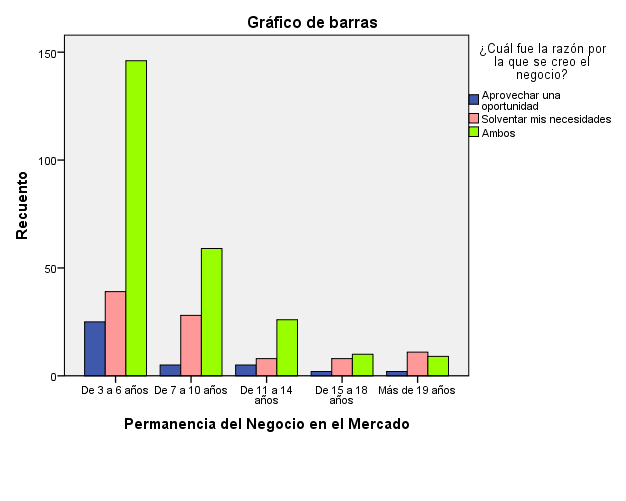 Gráfico de barras
¿Cuál fue la razón por
la que se creo el
negocio?
Aprovechar una
oportunidad
Solventar mis necesidades
Ambos
Recuento
150
100
50
0
De 3 a 6 años
De 7 a 10 años
De 11 a 14
años
De 15 a 18
años
Más de 19 años
Permanencia del Negocio en el Mercado